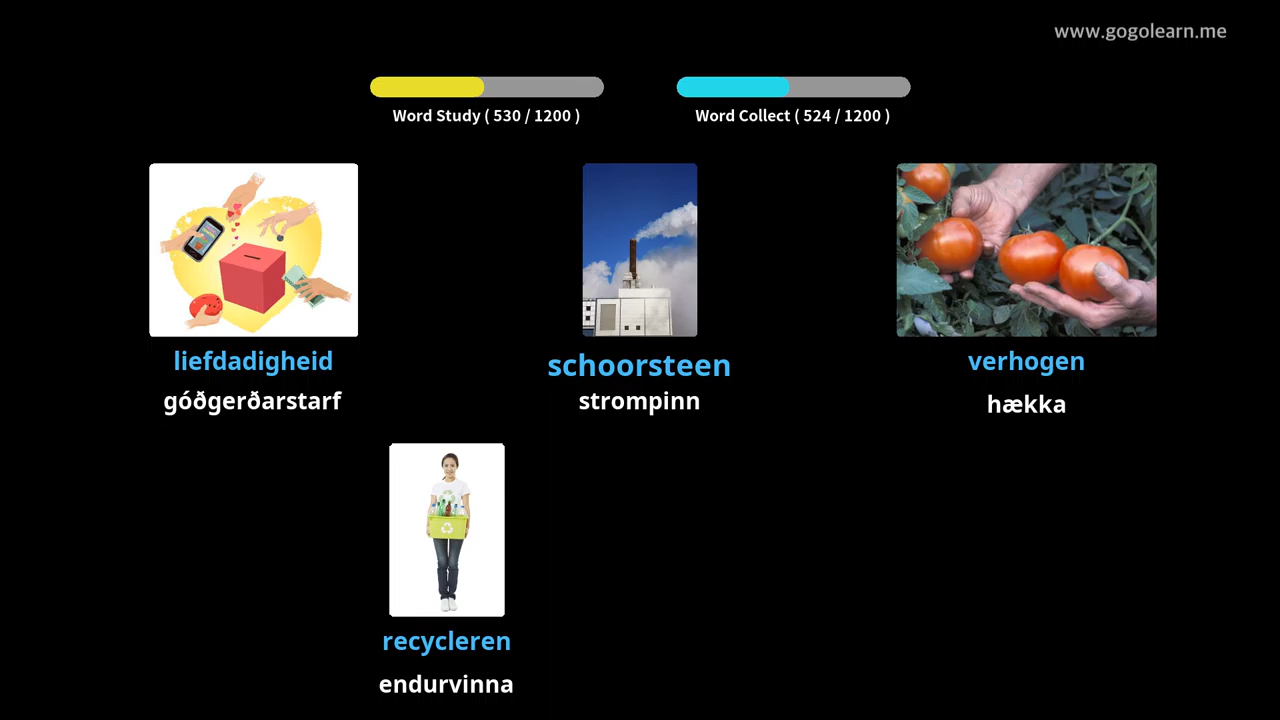 www.gogolearn.me
Word Study ( 530 / 1200 )
Word Collect ( 524 / 1200 )
liefdadigheid
góðgerðarstarf
schoorsteen
strompinn
verhogen
hækka
recycleren
endurvinna